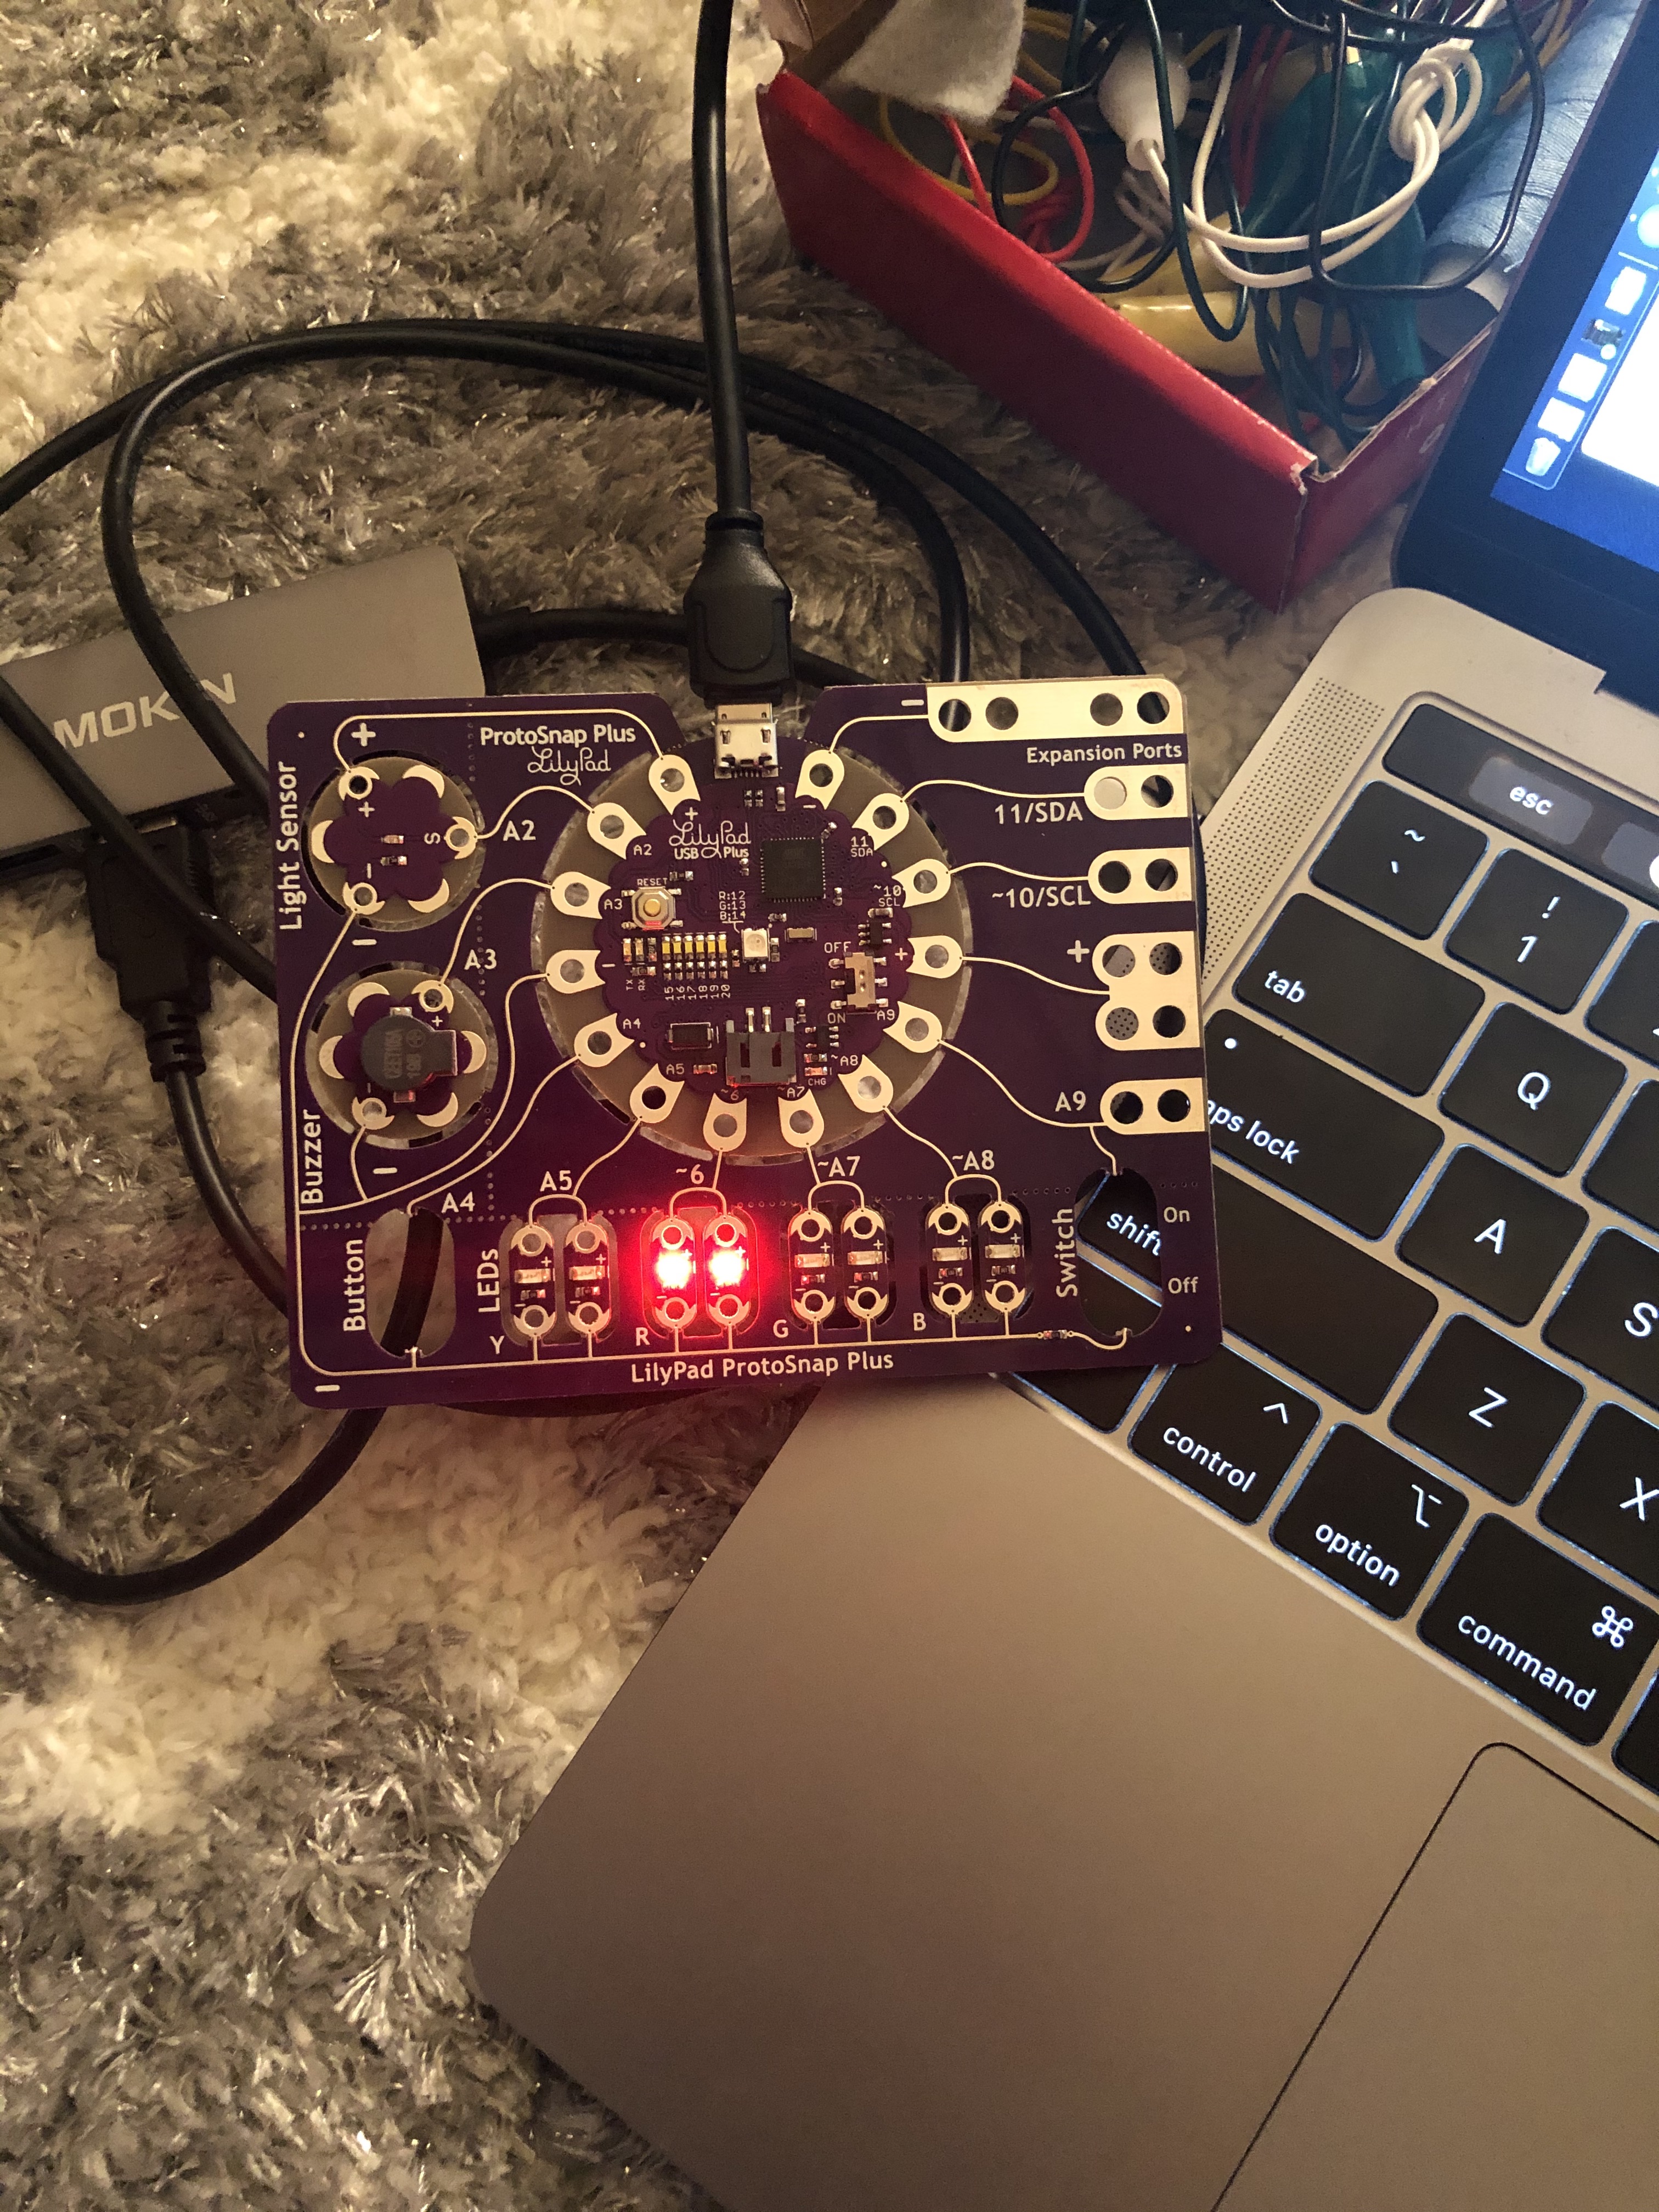 MOKiN
ProtoSnap Plus
LilyPad
Expansion Ports
Light Sensor
+
S
+
-
-
A2
A3
Buzzer
+
-
-
A4
Button
LilyPad
USB Plus
+
-
A2
A3
-
A4
A5
~6
~A7
~A8
A9
+
~10
SCL
11
SDA
RESET
R:12
G:13
B:14
OFF
ON
CHG
TX
RX
15
16
17
18
19
20
-
11/SDA
~10/SCL
+
A9
A5
~6
~A7
~A8
LEDs
Y
R
G
B
Switch
On
Off
-
LilyPad ProtoSnap Plus
esc
~
`
!
1
tab
Q
caps lock
A
S
shift
Z
X
^
control
⌥
option
⌘
command